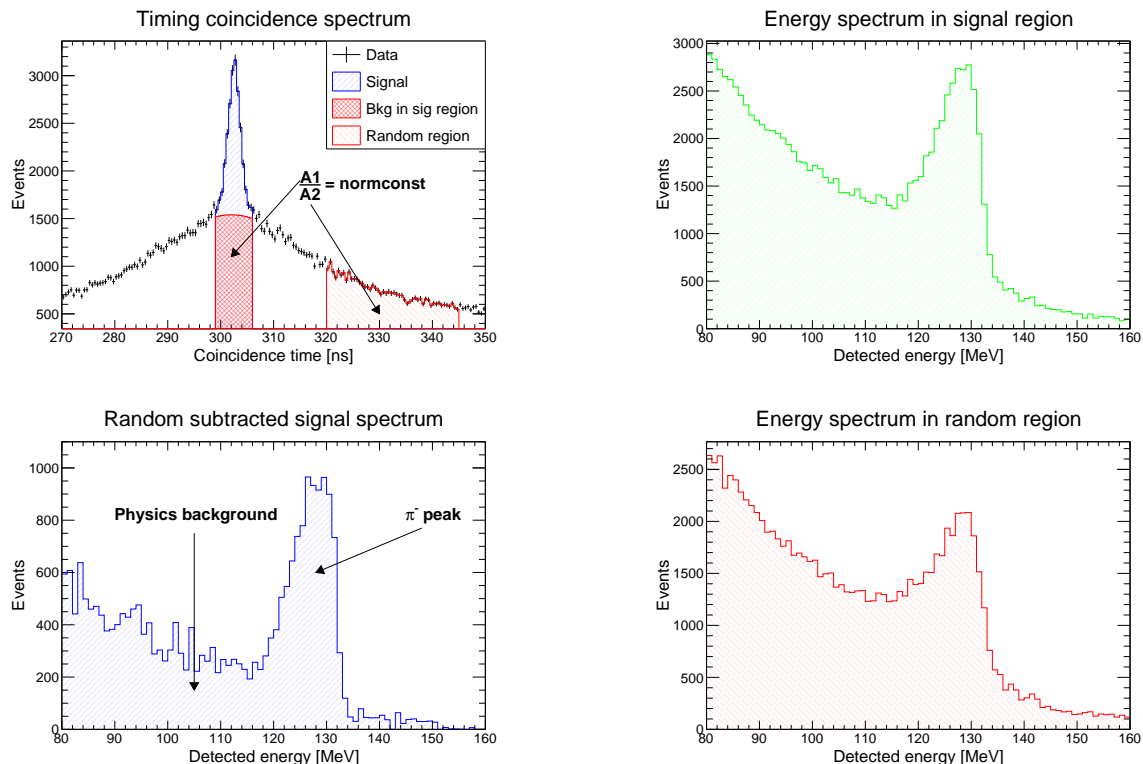 Timing coincidence spectrum
Events
3000
2500
2000
1500
1000
500
270 280 290 300 310 320 330 340 350
Coincidence time [ns]
Data
Signal
Bkg in sig region
Random region
A1
A2 = normconst
Energy spectrum in signal region
Events
3000
2500
2000
1500
1000
500
0
80 90 100 110 120 130 140 150 160
Detected energy [MeV]
Random subtracted signal spectrum
Events
1000
800
600
400
200
0
80 90 100 110 120 130 140 150 160
Detected energy [MeV]
Physics background
π⁻ peak
Energy spectrum in random region
Events
2500
2000
1500
1000
500
0
80 90 100 110 120 130 140 150 160
Detected energy [MeV]